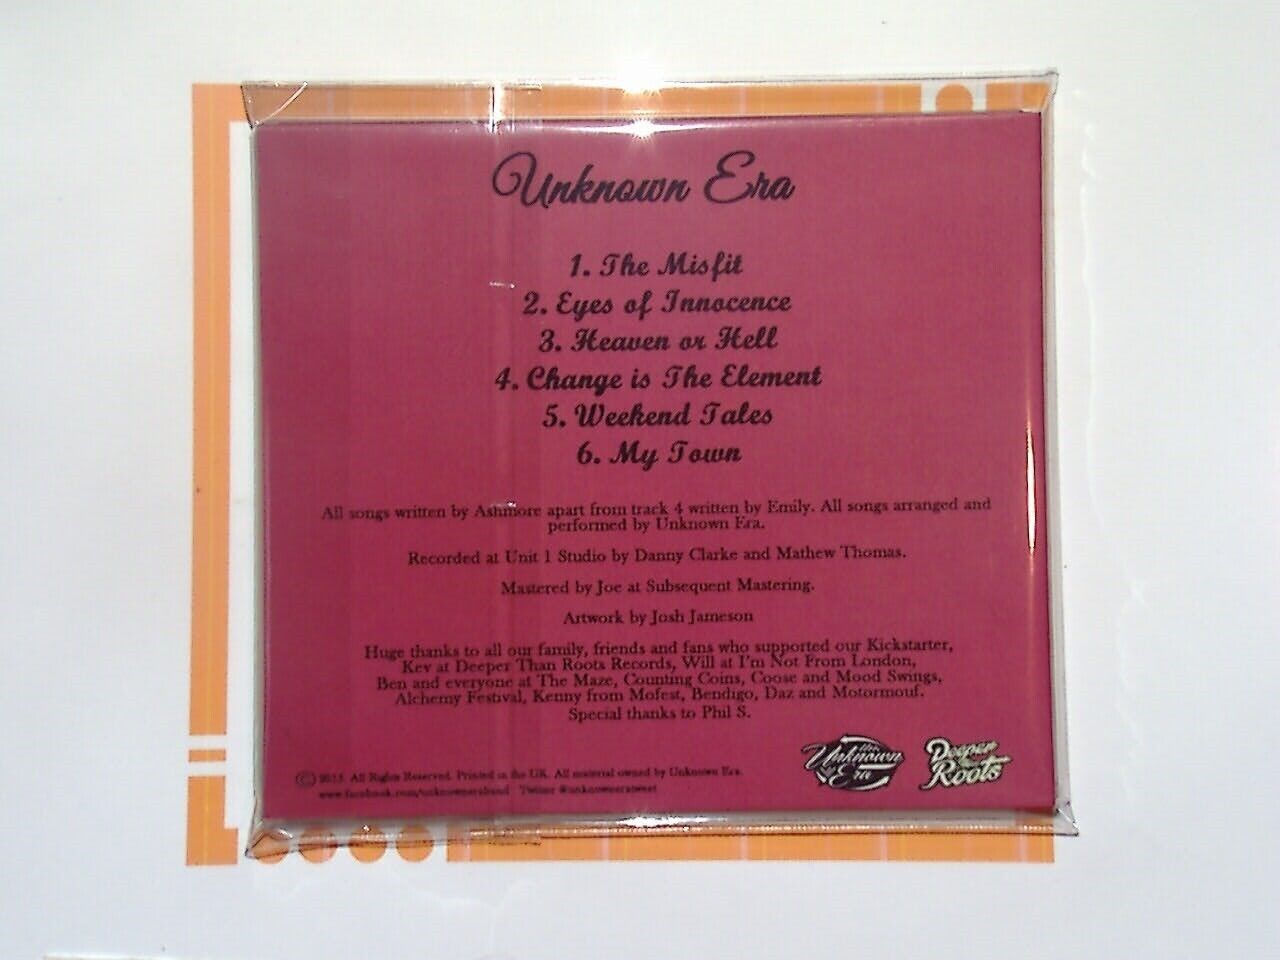 Unknown Era
1. The Misfit
2. Eyes of Innocence
3. Heaven or Hell
4. Change is The Element
5. Weekend Tales
6. My Town
All songs written by Ashmore apart from track 4 written by Emily. All songs arranged and
performed by Unknown Era.
Recorded at Unit 1 Studio by Danny Clarke and Mathew Thomas.
Mastered by Joe at Subsequent Mastering.
Artwork by Josh Jameson
Huge thanks to all our family, friends and fans who supported our Kickstarter,
Kev at Deeper Than Roots Records, Will at I'm Not From London,
Ben and everyone at The Maze, Counting Coins, Coose and Mood Swings,
Alchemy Festival, Kenny from Mofest, Bendigo, Daz and Motormouf.
Special thanks to Phil S.
Unknown
Era
Deeper
Roots
All Rights Reserved. Printed in the UK. All material owned by Unknown Era.
www.facebook.com/unknowneraband Twitter @unknowneratweet